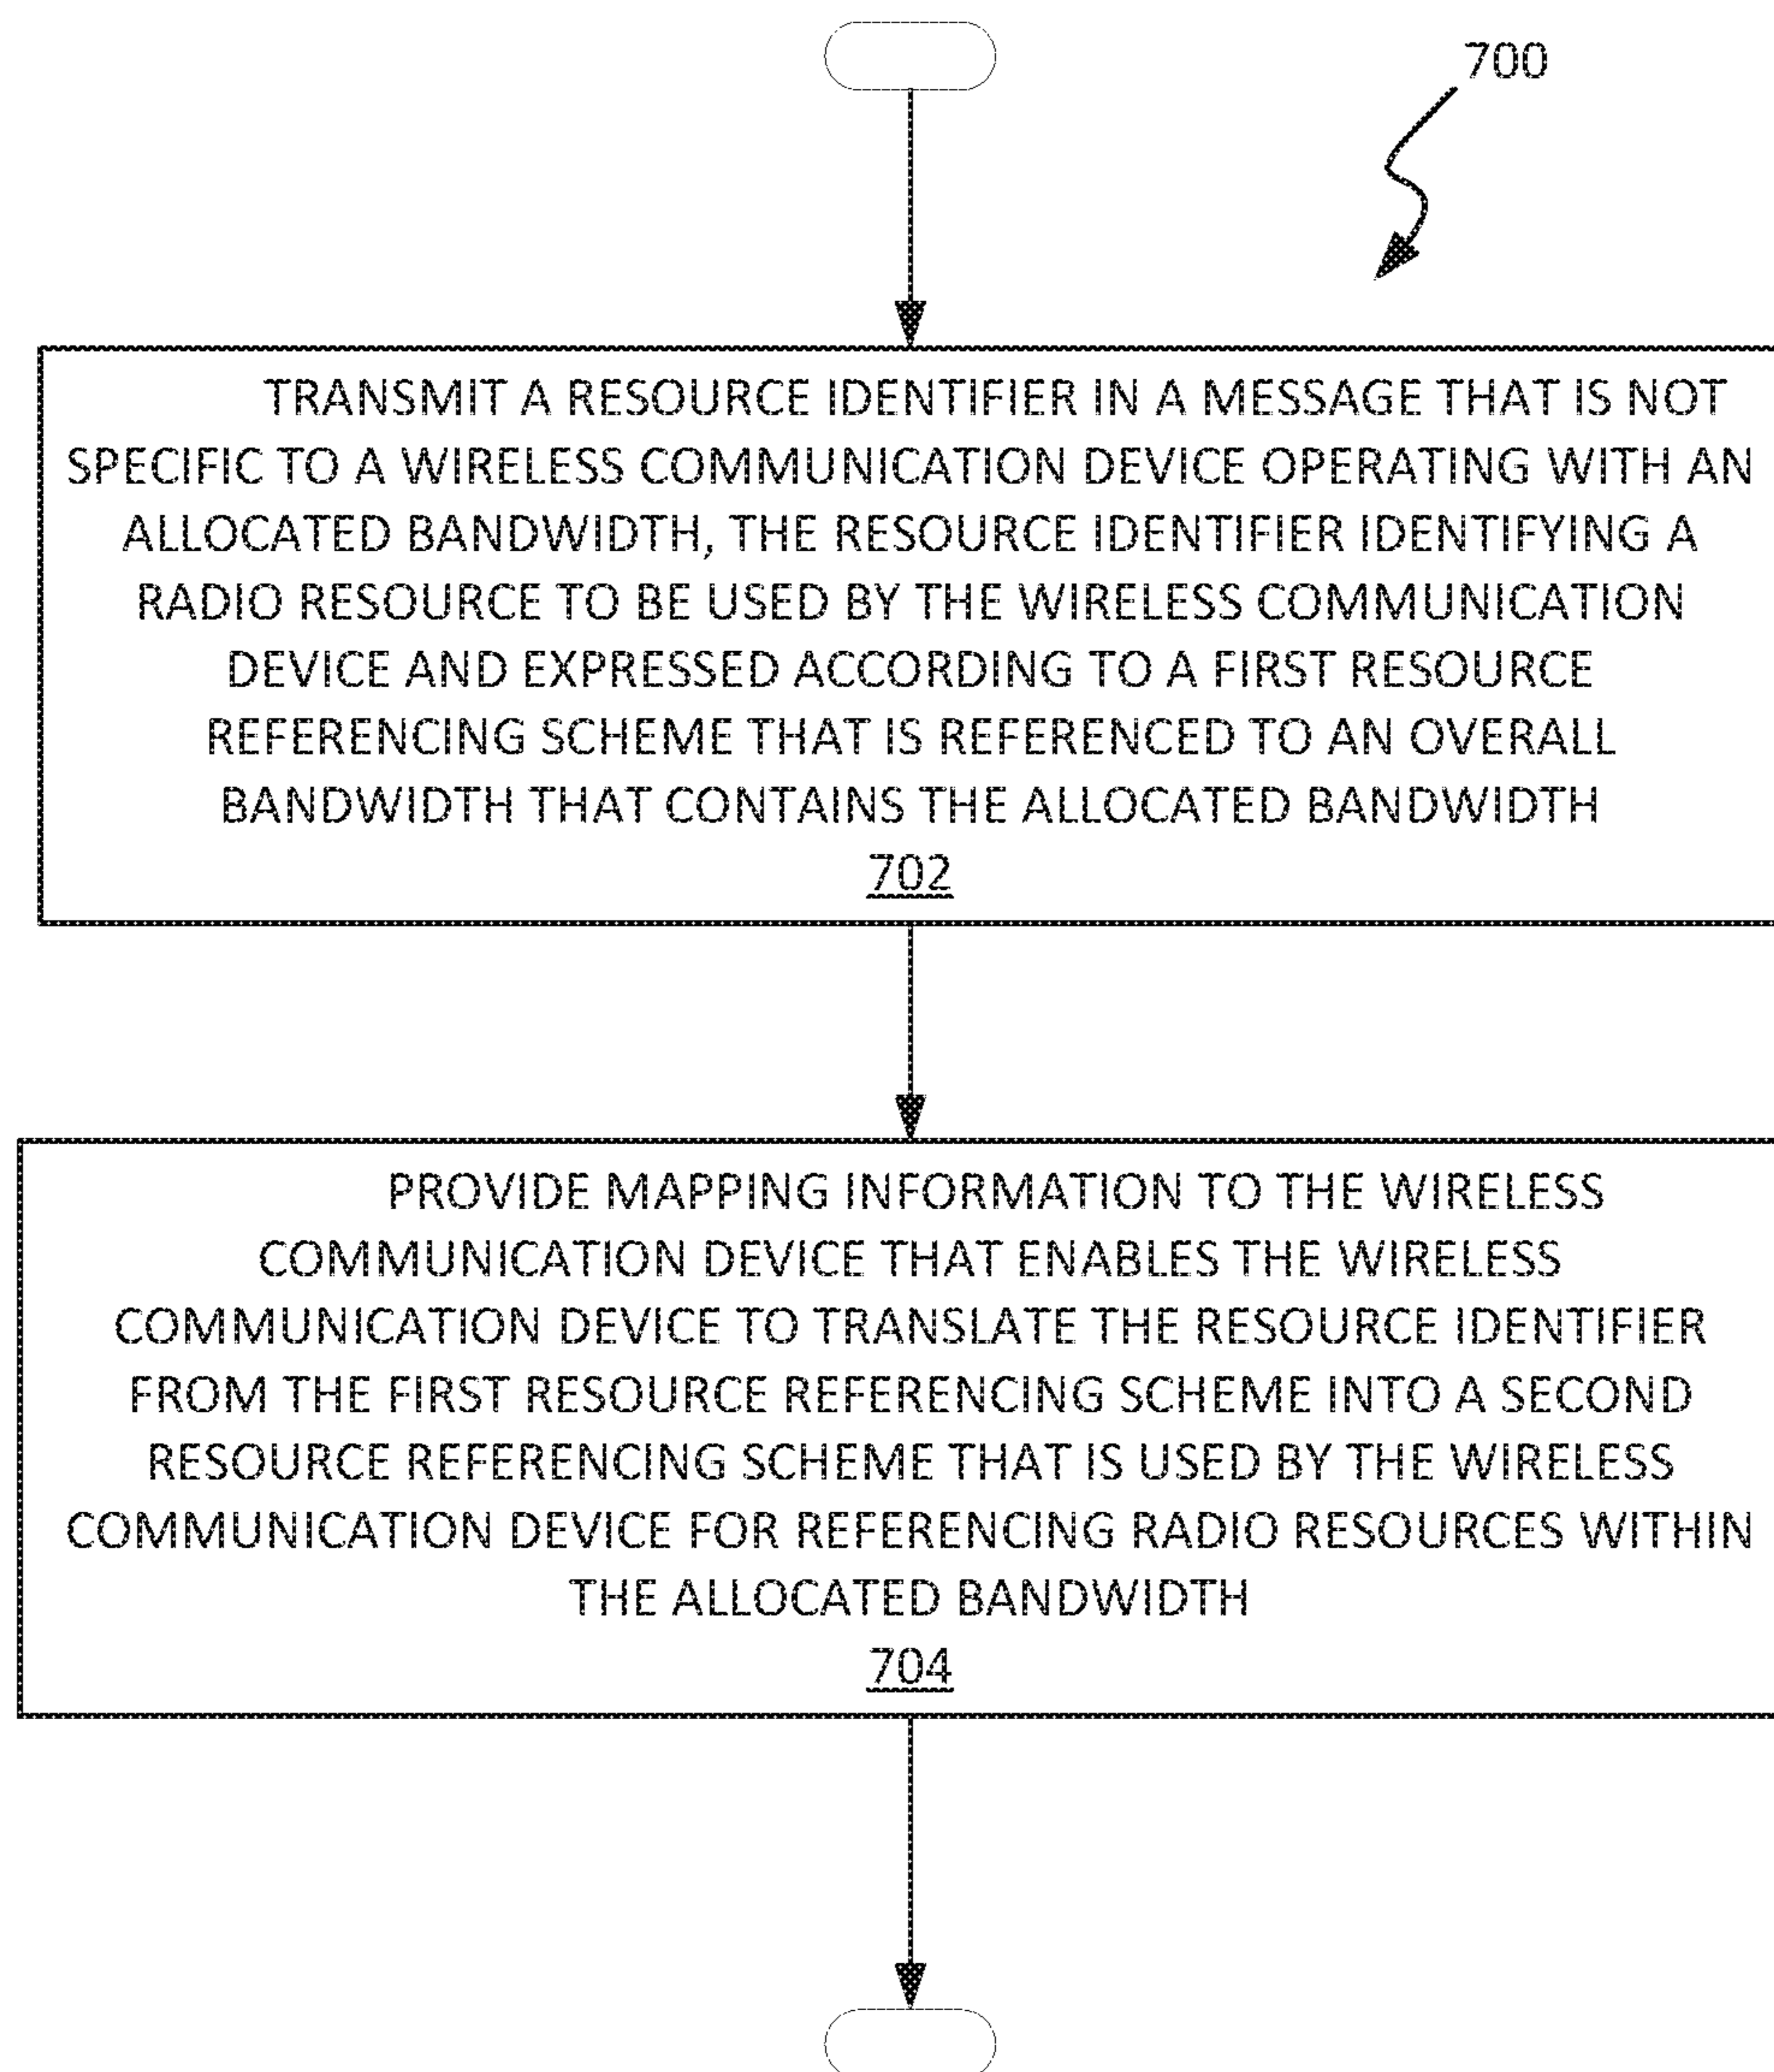 700
TRANSMIT A RESOURCE IDENTIFIER IN A MESSAGE THAT IS NOT
SPECIFIC TO A WIRELESS COMMUNICATION DEVICE OPERATING WITH AN
ALLOCATED BANDWIDTH, THE RESOURCE IDENTIFIER IDENTIFYING A
RADIO RESOURCE TO BE USED BY THE WIRELESS COMMUNICATION
DEVICE AND EXPRESSED ACCORDING TO A FIRST RESOURCE
REFERENCING SCHEME THAT IS REFERENCED TO AN OVERALL
BANDWIDTH THAT CONTAINS THE ALLOCATED BANDWIDTH
702
PROVIDE MAPPING INFORMATION TO THE WIRELESS
COMMUNICATION DEVICE THAT ENABLES THE WIRELESS
COMMUNICATION DEVICE TO TRANSLATE THE RESOURCE IDENTIFIER
FROM THE FIRST RESOURCE REFERENCING SCHEME INTO A SECOND
RESOURCE REFERENCING SCHEME THAT IS USED BY THE WIRELESS
COMMUNICATION DEVICE FOR REFERENCING RADIO RESOURCES WITHIN
THE ALLOCATED BANDWIDTH
704